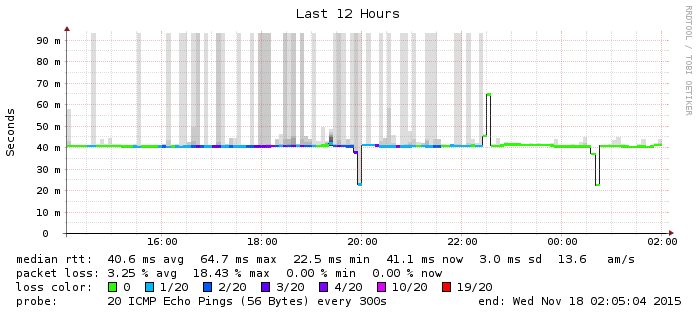 Last 12 Hours
RRDTOOL / TOBI OETIKER
Seconds
90 m
80 m
70 m
60 m
50 m
40 m
30 m
20 m
10 m
0
16:00 18:00 20:00 22:00 00:00 02:00
median rtt: 40.6 ms avg 64.7 ms max 22.5 ms min 41.1 ms now 3.0 ms sd 13.6 am/s
packet loss: 3.25 % avg 18.43 % max 0.00 % min 0.00 % now
loss color: 0 1/20 2/20 3/20 4/20 10/20 19/20
probe: 20 ICMP Echo Pings (56 Bytes) every 300s end: Wed Nov 18 02:05:04 2015